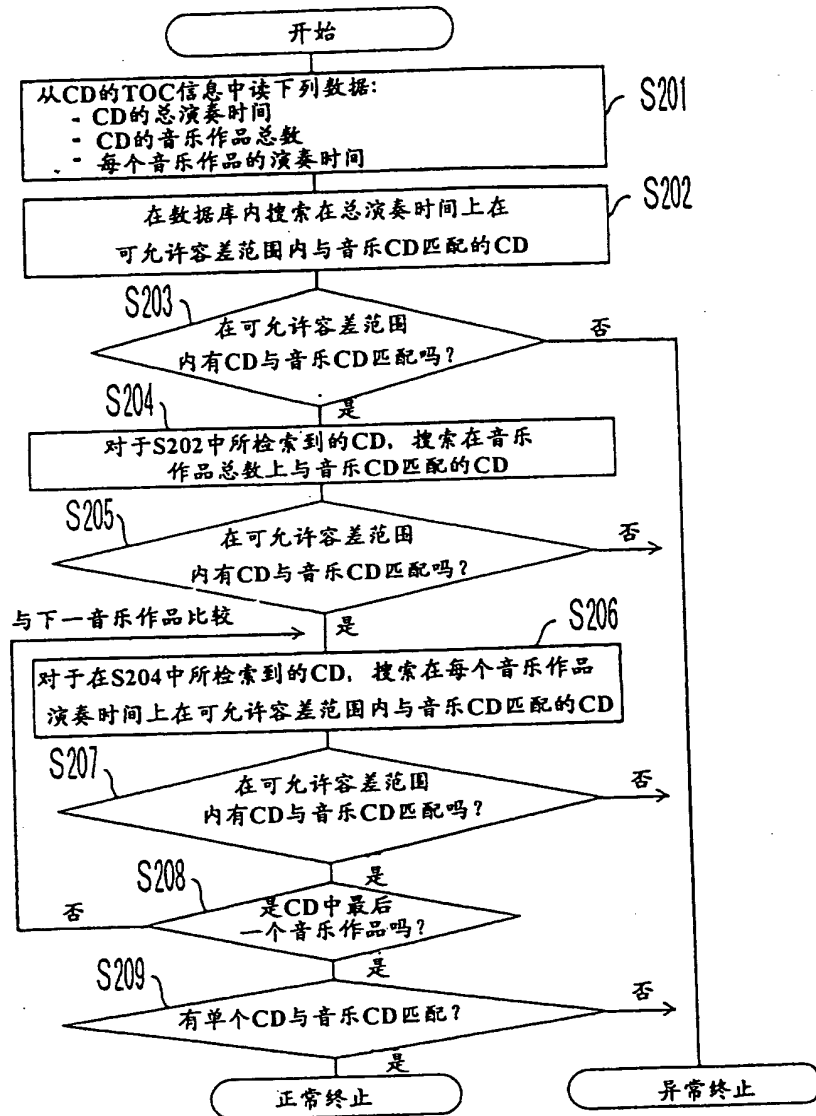 开始
从CD的TOC信息中读下列数据:
- CD的总演奏时间
- CD的音乐作品总数
- 每个音乐作品的演奏时间
S201
在数据库内搜索在总演奏时间上在
可允许容差范围内与音乐CD匹配的CD
S202
S203
在可允许容差范围
内有CD与音乐CD匹配吗?
否
是
S204
对于S202中所检索到的CD, 搜索在音乐
作品总数上与音乐CD匹配的CD
S205
在可允许容差范围
内有CD与音乐CD匹配吗?
否
是
与下一音乐作品比较
S206
对于在S204中所检索到的CD, 搜索在每个音乐作品
演奏时间上在可允许容差范围内与音乐CD匹配的CD
S207
在可允许容差范围
内有CD与音乐CD匹配吗?
否
是
S208
是CD中最后
一个音乐作品吗?
否
是
S209
有单个CD与音乐CD匹配?
否
是
正常终止
异常终止